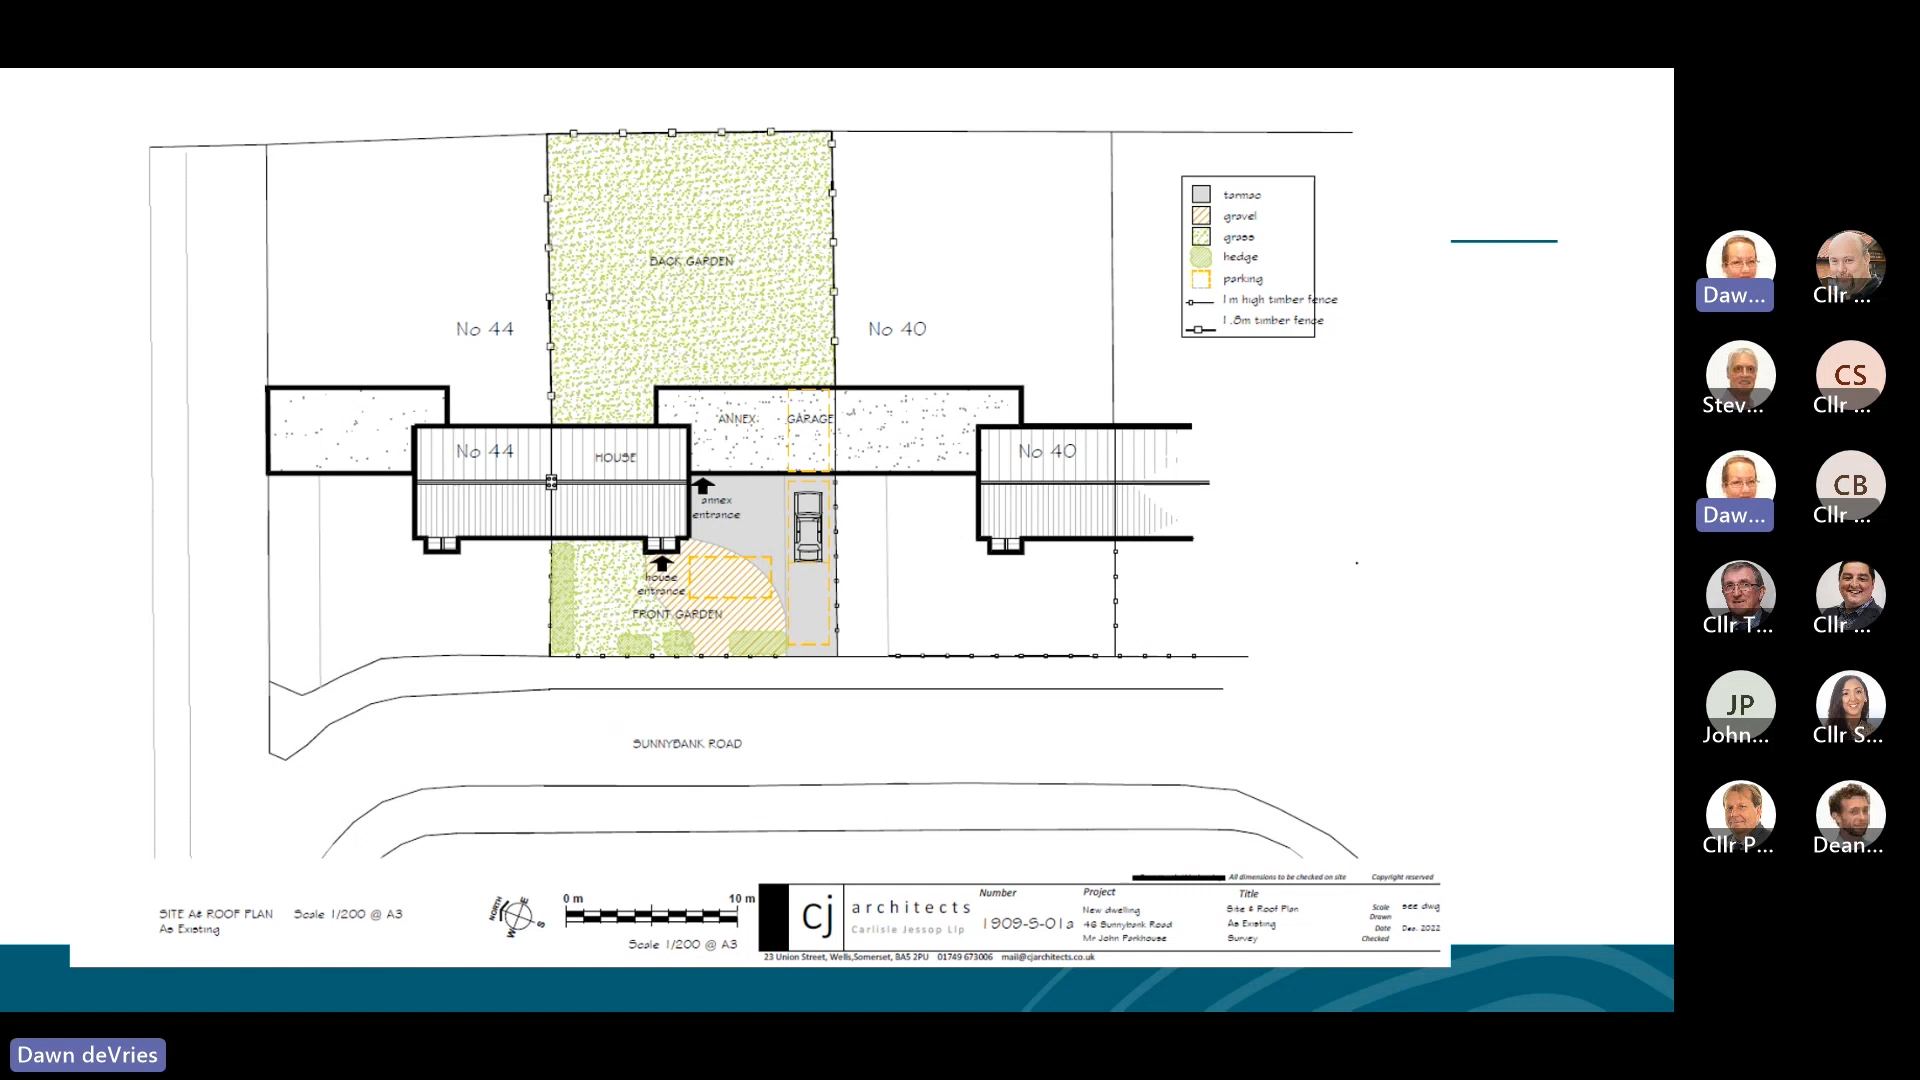 BACK GARDEN
No 44
No 40
tarmac
gravel
grass
hedge
parking
1m high timber fence
1.8m timber fence
ANNEX
GARAGE
No 44
HOUSE
No 40
annex
entrance
house
entrance
FRONT GARDEN
SUNNYBANK ROAD
SITE A& ROOF PLAN Scale 1/200 @ A3
As Existing
NORTH
E
S
W
0 m 10 m
Scale 1/200 @ A3
cj
architects
Carlisle Jessop Llp
Number
1909-S-01a
Project
New dwelling
46 Sunnybank Road
Mr John Parkhouse
All dimensions to be checked on site Copyright reserved
Title
Site & Roof Plan
As Existing
Survey
Scale see dwg
Drawn
Date Dec. 2022
Checked
23 Union Street, Wells,Somerset, BA5 2PU 01749 673006 mail@cjarchitects.co.uk
Daw...
Cllr ...
Stev...
CS
Cllr ...
Daw...
CB
Cllr ...
Cllr T...
Cllr ...
JP
John...
Cllr S...
Cllr P...
Dean...
Dawn deVries